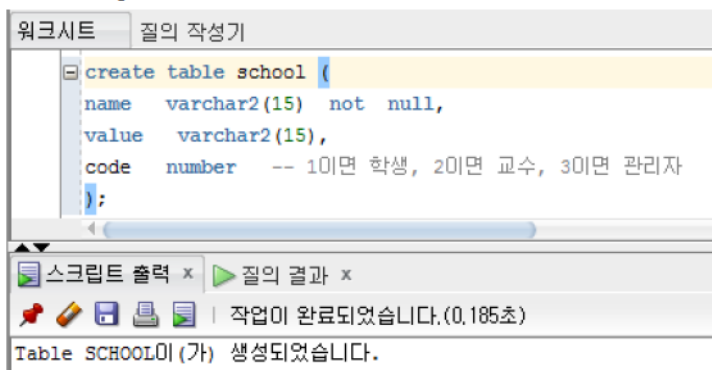 워크시트 질의 작성기
create table school (
name varchar2(15) not null,
value varchar2(15),
code number -- 1이면 학생, 2이면 교수, 3이면 관리자
);
스크립트 출력 x 질의 결과 x
작업이 완료되었습니다.(0,185초)
Table SCHOOL이(가) 생성되었습니다.